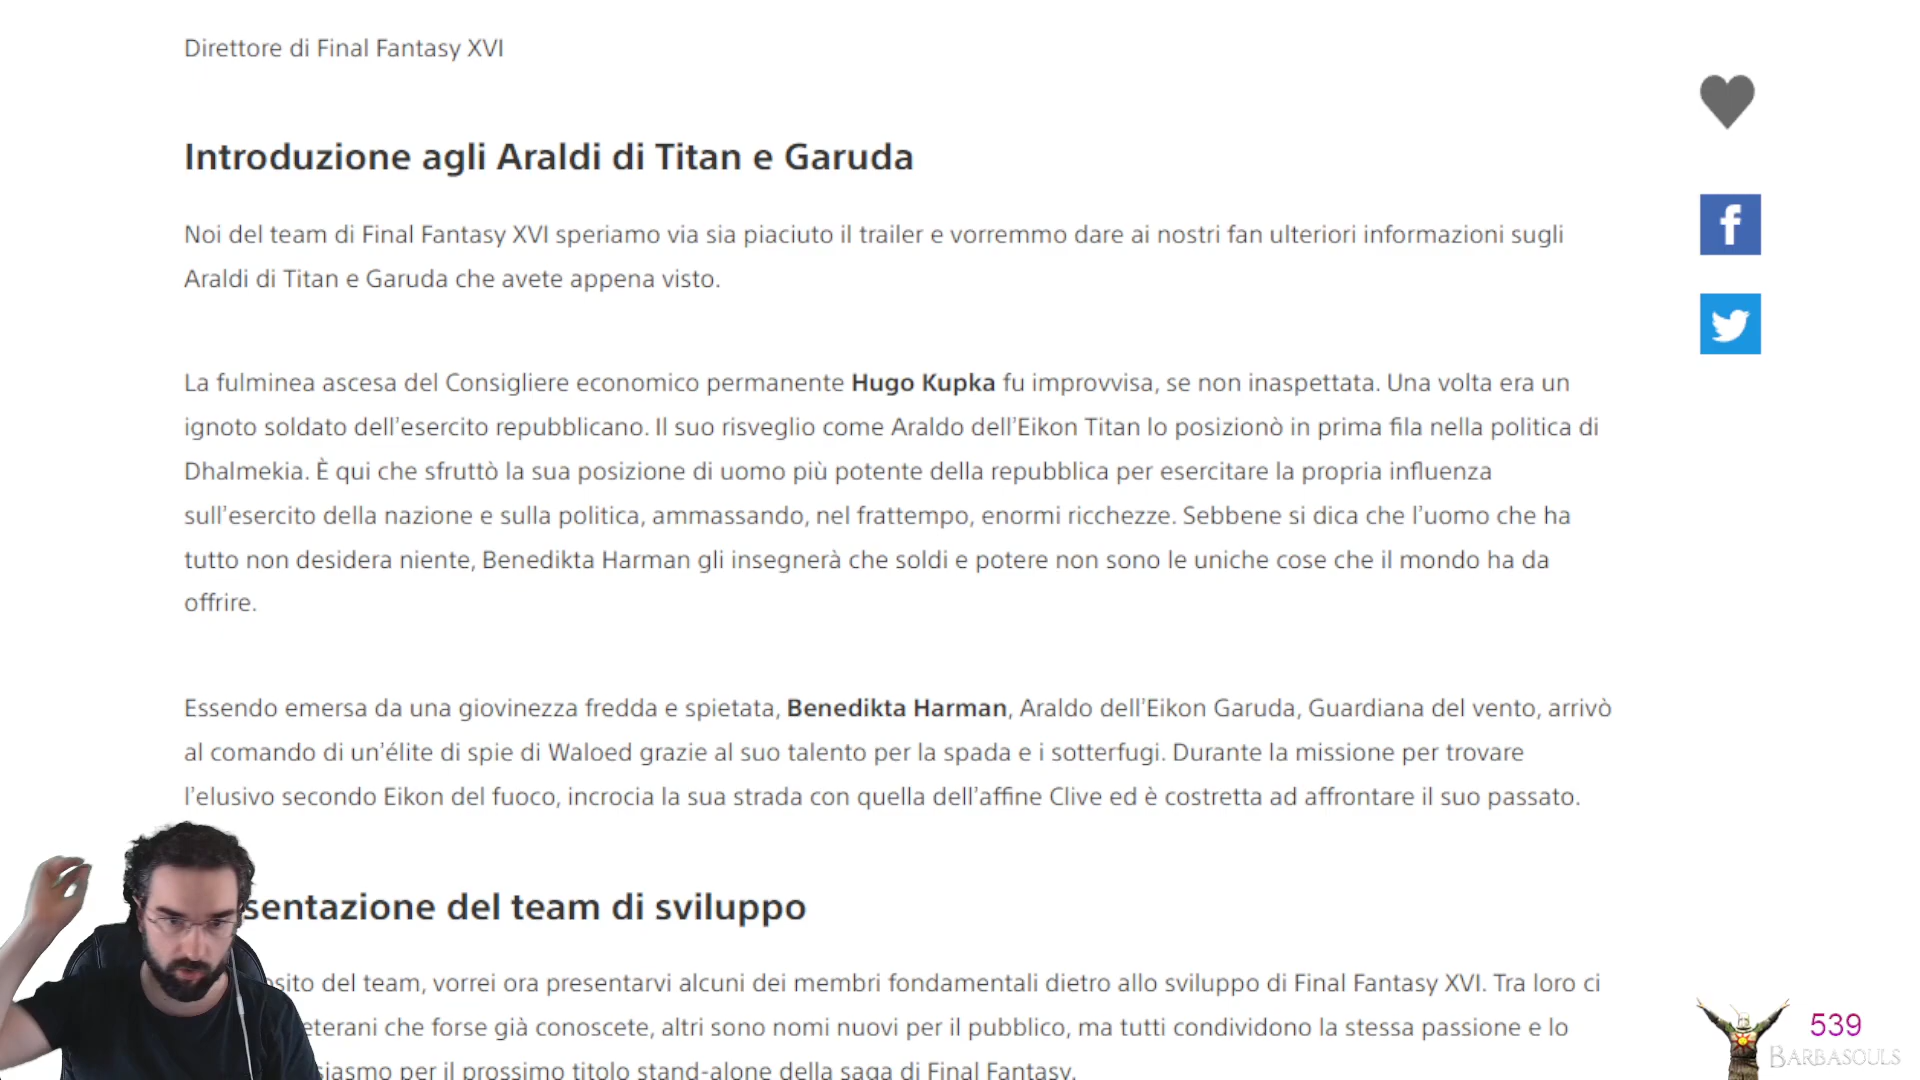 Direttore di Final Fantasy XVI
Introduzione agli Araldi di Titan e Garuda
Noi del team di Final Fantasy XVI speriamo via sia piaciuto il trailer e vorremmo dare ai nostri fan ulteriori informazioni sugli
Araldi di Titan e Garuda che avete appena visto.
La fulminea ascesa del Consigliere economico permanente Hugo Kupka fu improvvisa, se non inaspettata. Una volta era un
ignoto soldato dell’esercito repubblicano. Il suo risveglio come Araldo dell’Eikon Titan lo posizionò in prima fila nella politica di
Dhalmekia. È qui che sfruttò la sua posizione di uomo più potente della repubblica per esercitare la propria influenza
sull’esercito della nazione e sulla politica, ammassando, nel frattempo, enormi ricchezze. Sebbene si dica che l’uomo che ha
tutto non desidera niente, Benedikta Harman gli insegnerà che soldi e potere non sono le uniche cose che il mondo ha da
offrire.
Essendo emersa da una giovinezza fredda e spietata, Benedikta Harman, Araldo dell’Eikon Garuda, Guardiana del vento, arrivò
al comando di un’élite di spie di Waloed grazie al suo talento per la spada e i sotterfugi. Durante la missione per trovare
l’elusivo secondo Eikon del fuoco, incrocia la sua strada con quella dell’affine Clive ed è costretta ad affrontare il suo passato.
sentazione del team di sviluppo
sito del team, vorrei ora presentarvi alcuni dei membri fondamentali dietro allo sviluppo di Final Fantasy XVI. Tra loro ci
eterani che forse già conoscete, altri sono nomi nuovi per il pubblico, ma tutti condividono la stessa passione e lo
siasmo per il prossimo titolo stand-alone della saga di Final Fantasy.
539
BARBASOULS